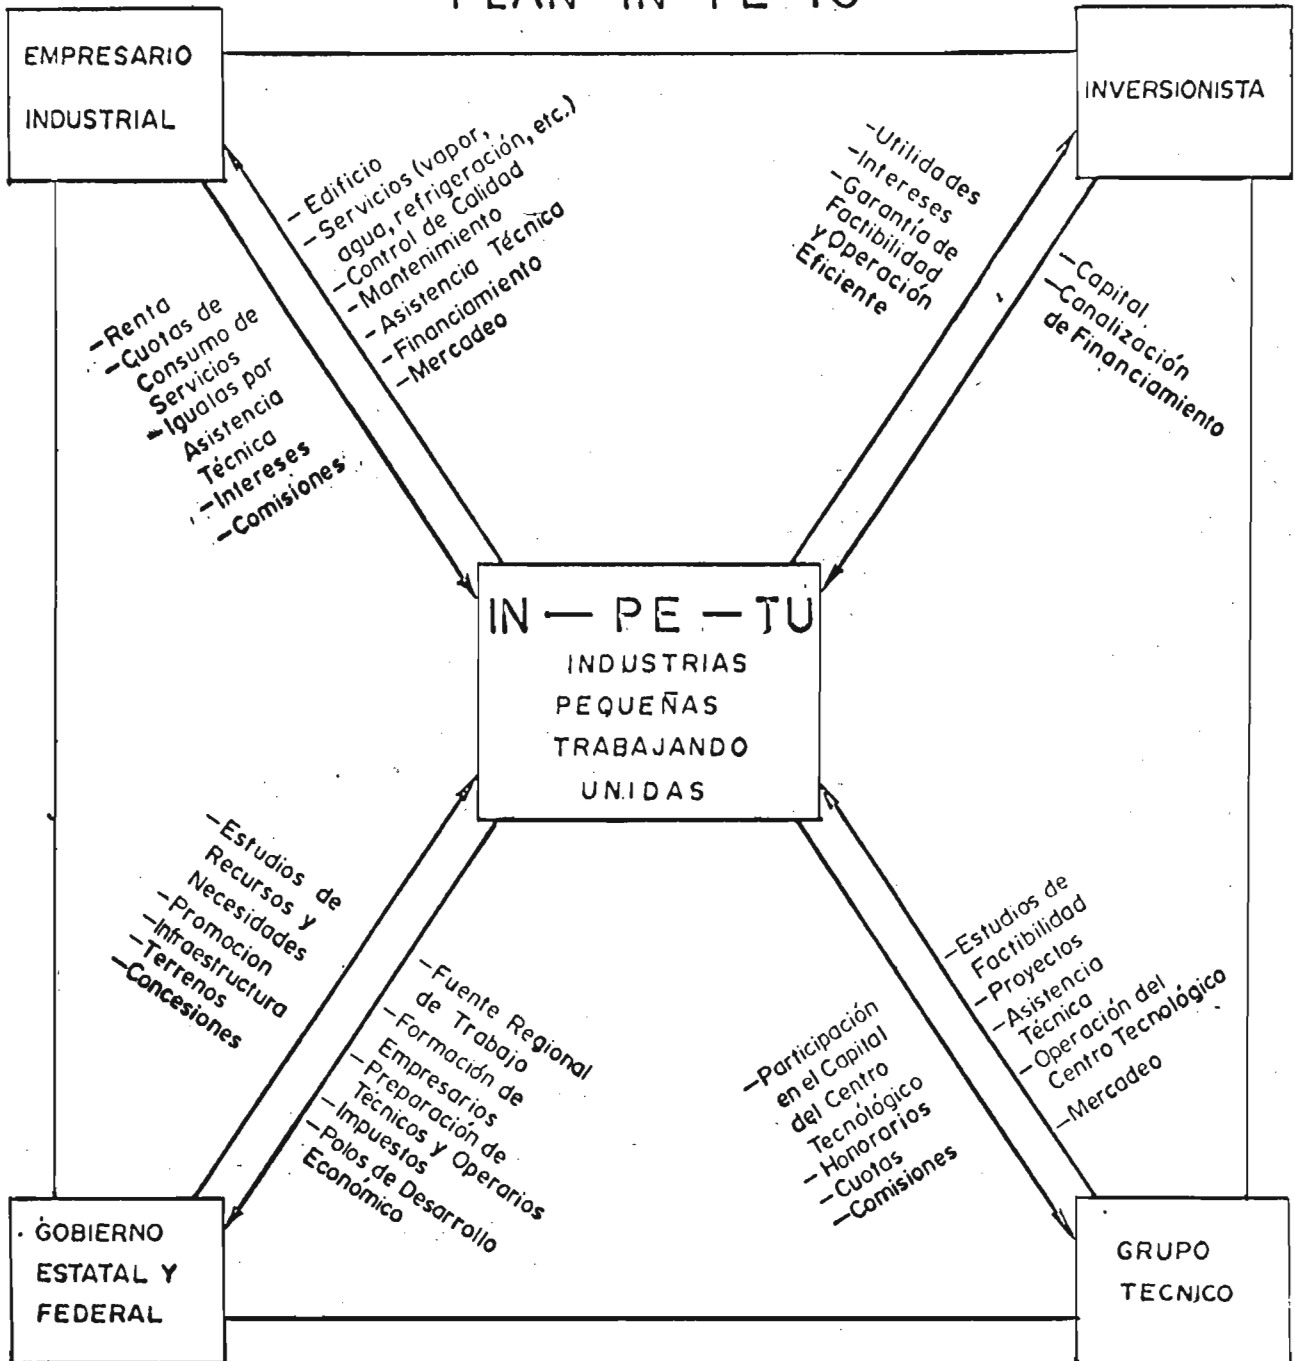 PLAN IN-PE-TU
EMPRESARIO
INDUSTRIAL
INVERSIONISTA
-Edificio
-Servicios (vapor,
agua, refrigeración, etc.)
-Control de Calidad
-Mantenimiento
-Asistencia Técnica
-Financiamiento
-Mercadeo
-Renta
-Cuotas de
Consumo de
Servicios
-Igualas por
Asistencia
Técnica
-Intereses
-Comisiones
-Utilidades
-Intereses
-Garantía de
Factibilidad
y Operación
Eficiente
-Capital
-Canalización
de Financiamiento
IN — PE — TU
INDUSTRIAS
PEQUEÑAS
TRABAJANDO
UNIDAS
-Estudios de
Recursos y
Necesidades
-Promocion
-Infraestructura
-Terrenos
-Concesiones
-Fuente Regional
de Trabajo
-Formación de
Empresarios
-Preparación de
Técnicos y Operarios
-Impuestos
-Polos de Desarrollo
Económico
-Participación
en el Capital
del Centro
Tecnológico
-Honorarios
-Cuotas
-Comisiones
-Estudios de
Factibilidad
-Proyectos
-Asistencia
Técnica
-Operación del
Centro Tecnológico
-Mercadeo
GOBIERNO
ESTATAL Y
FEDERAL
GRUPO
TECNICO